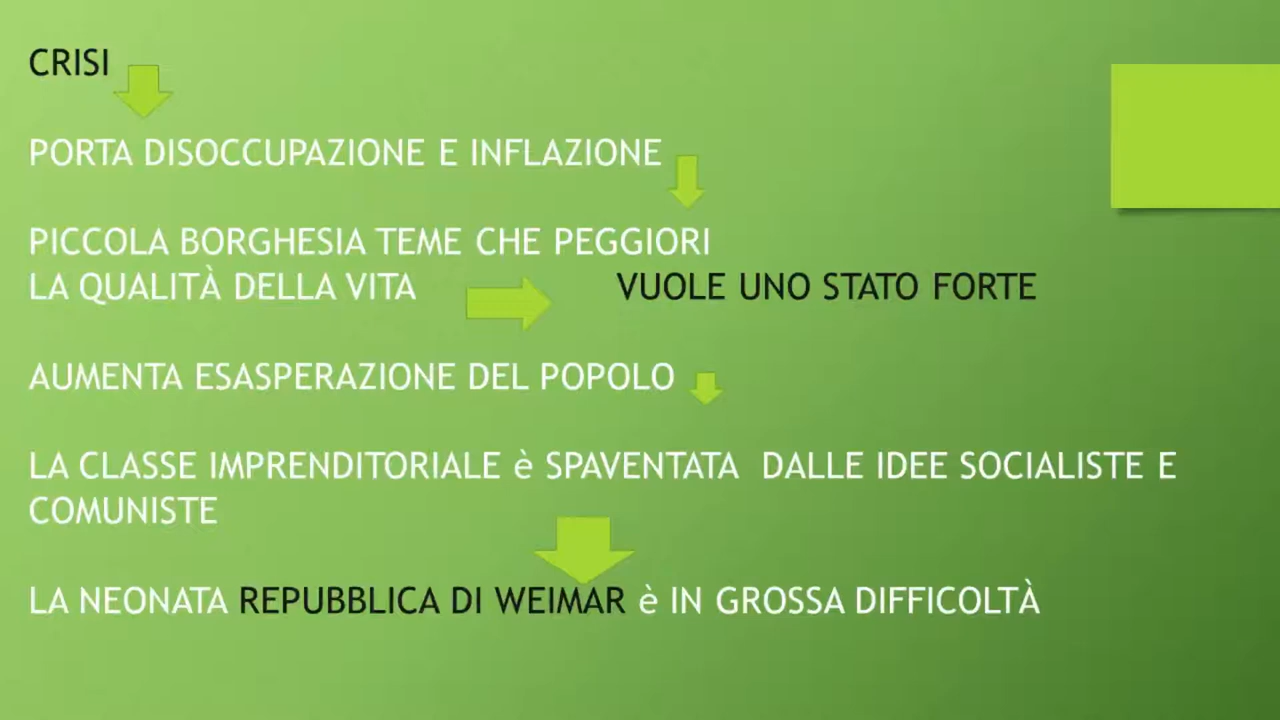 CRISI
PORTA DISOCCUPAZIONE E INFLAZIONE
PICCOLA BORGHESIA TEME CHE PEGGIORI
LA QUALITÀ DELLA VITA VUOLE UNO STATO FORTE
AUMENTA ESASPERAZIONE DEL POPOLO
LA CLASSE IMPRENDITORIALE è SPAVENTATA DALLE IDEE SOCIALISTE E
COMUNISTE
LA NEONATA REPUBBLICA DI WEIMAR è IN GROSSA DIFFICOLTÀ